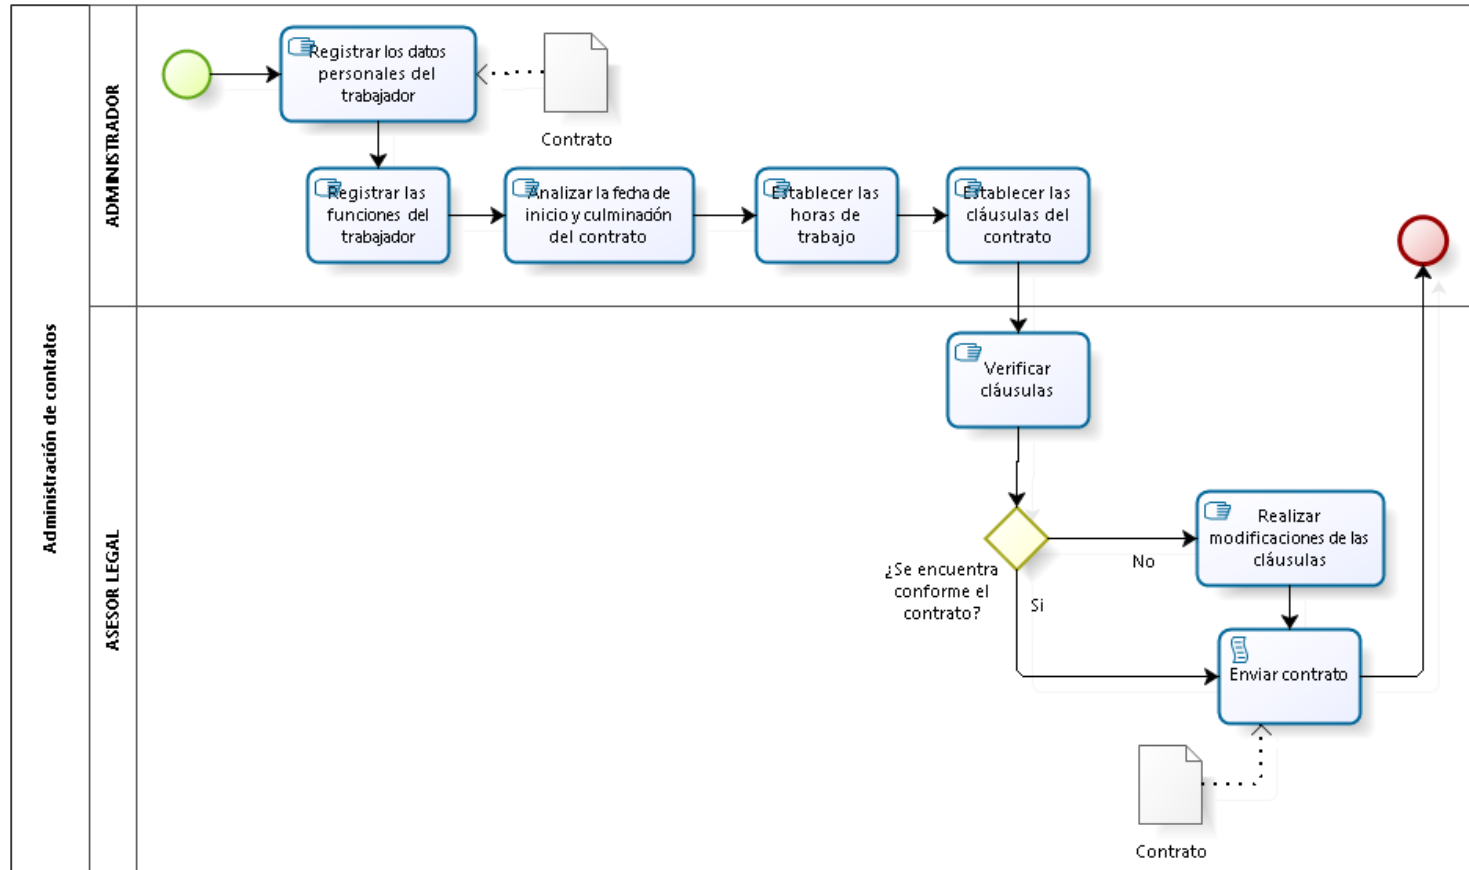 Administración de contratos
ADMINISTRADOR
Registrar los datos
personales del
trabajador
Contrato
Registrar las
funciones del
trabajador
Analizar la fecha de
inicio y culminación
del contrato
Establecer las
horas de
trabajo
Establecer las
cláusulas del
contrato
ASESOR LEGAL
Verificar
cláusulas
¿Se encuentra
conforme el
contrato?
No
Si
Realizar
modificaciones de las
cláusulas
Enviar contrato
Contrato